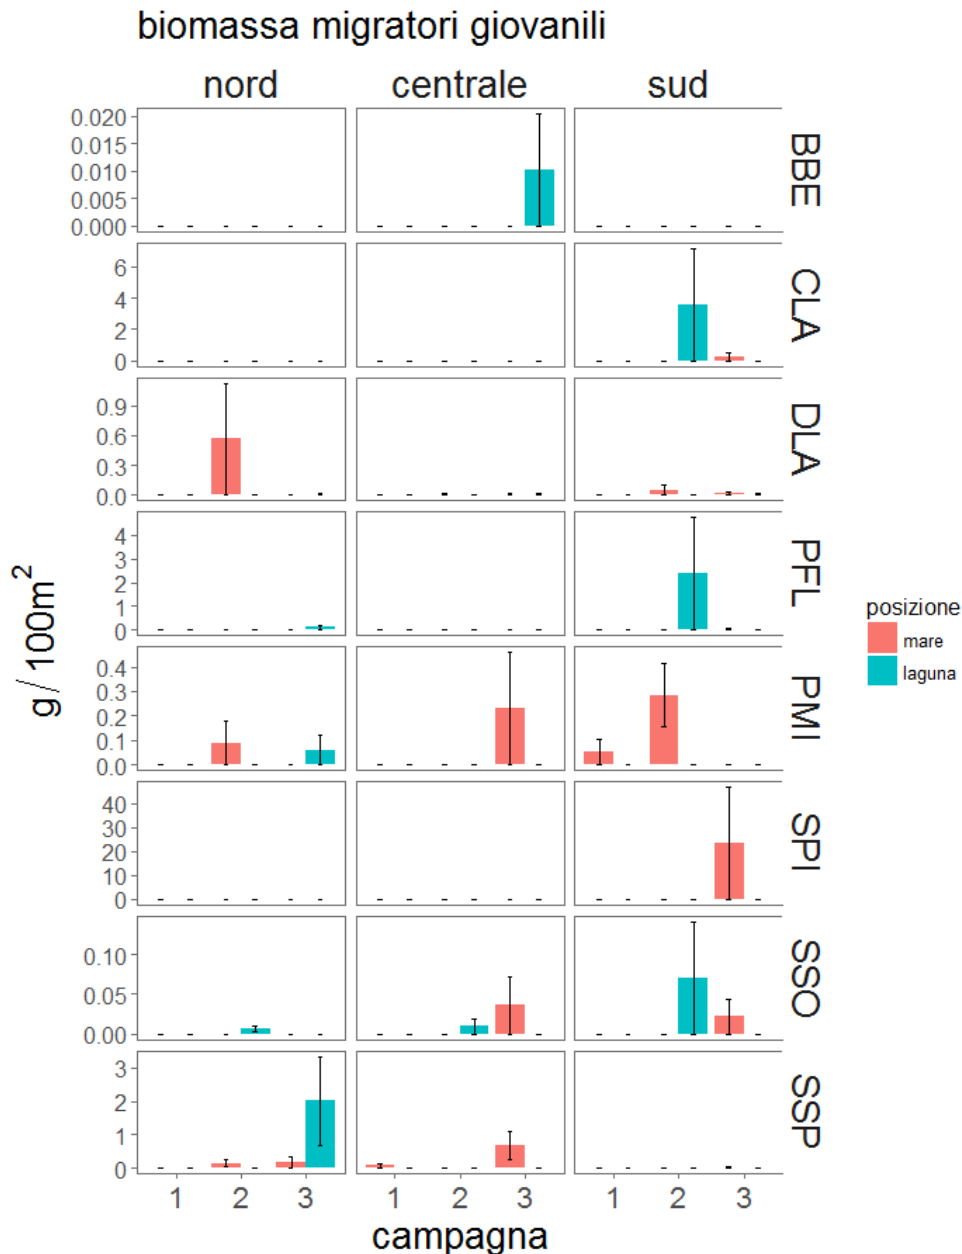 biomassa migratori giovanili
nord centrale sud
0.020
0.015
0.010
0.005
0.000
BBE
6
4
2
0
CLA
0.9
0.6
0.3
0.0
DLA
4
3
2
1
0
PFL
0.4
0.3
0.2
0.1
0.0
PMI
40
30
20
10
0
SPI
0.10
0.05
0.00
SSO
3
2
1
0
SSP
g / 100m²
posizione
mare
laguna
1 2 3 1 2 3 1 2 3
campagna